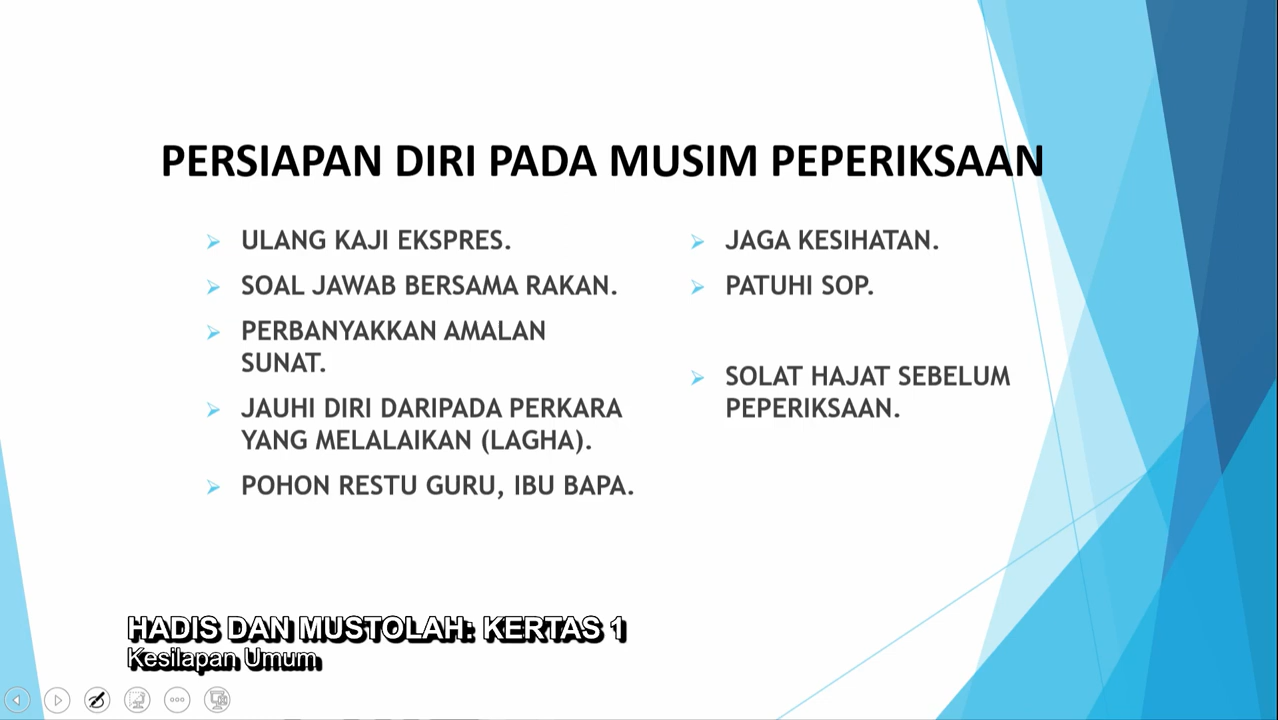 PERSIAPAN DIRI PADA MUSIM PEPERIKSAAN
ULANG KAJI EKSPRES.
SOAL JAWAB BERSAMA RAKAN.
PERBANYAKKAN AMALAN
SUNAT.
JAUHI DIRI DARIPADA PERKARA
YANG MELALAIKAN (LAGHA).
POHON RESTU GURU, IBU BAPA.
JAGA KESIHATAN.
PATUHI SOP.
SOLAT HAJAT SEBELUM
PEPERIKSAAN.
HADIS DAN MUSTOLAH: KERTAS 1
Kesilapan Umum